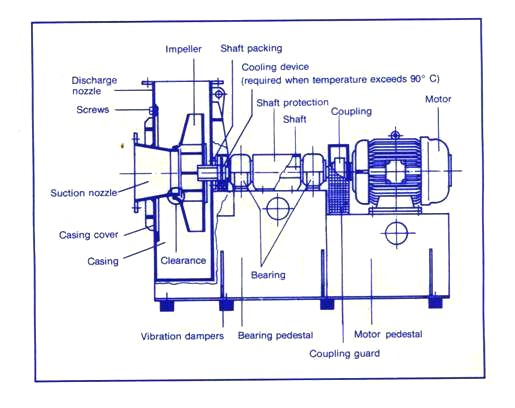 Impeller
Shaft packing
Cooling device
(required when temperature exceeds 90° C)
Discharge
nozzle
Screws
Shaft protection
Coupling
Motor
Shaft
Suction nozzle
Casing cover
Casing
Clearance
Bearing
Vibration dampers
Bearing pedestal
Motor pedestal
Coupling guard